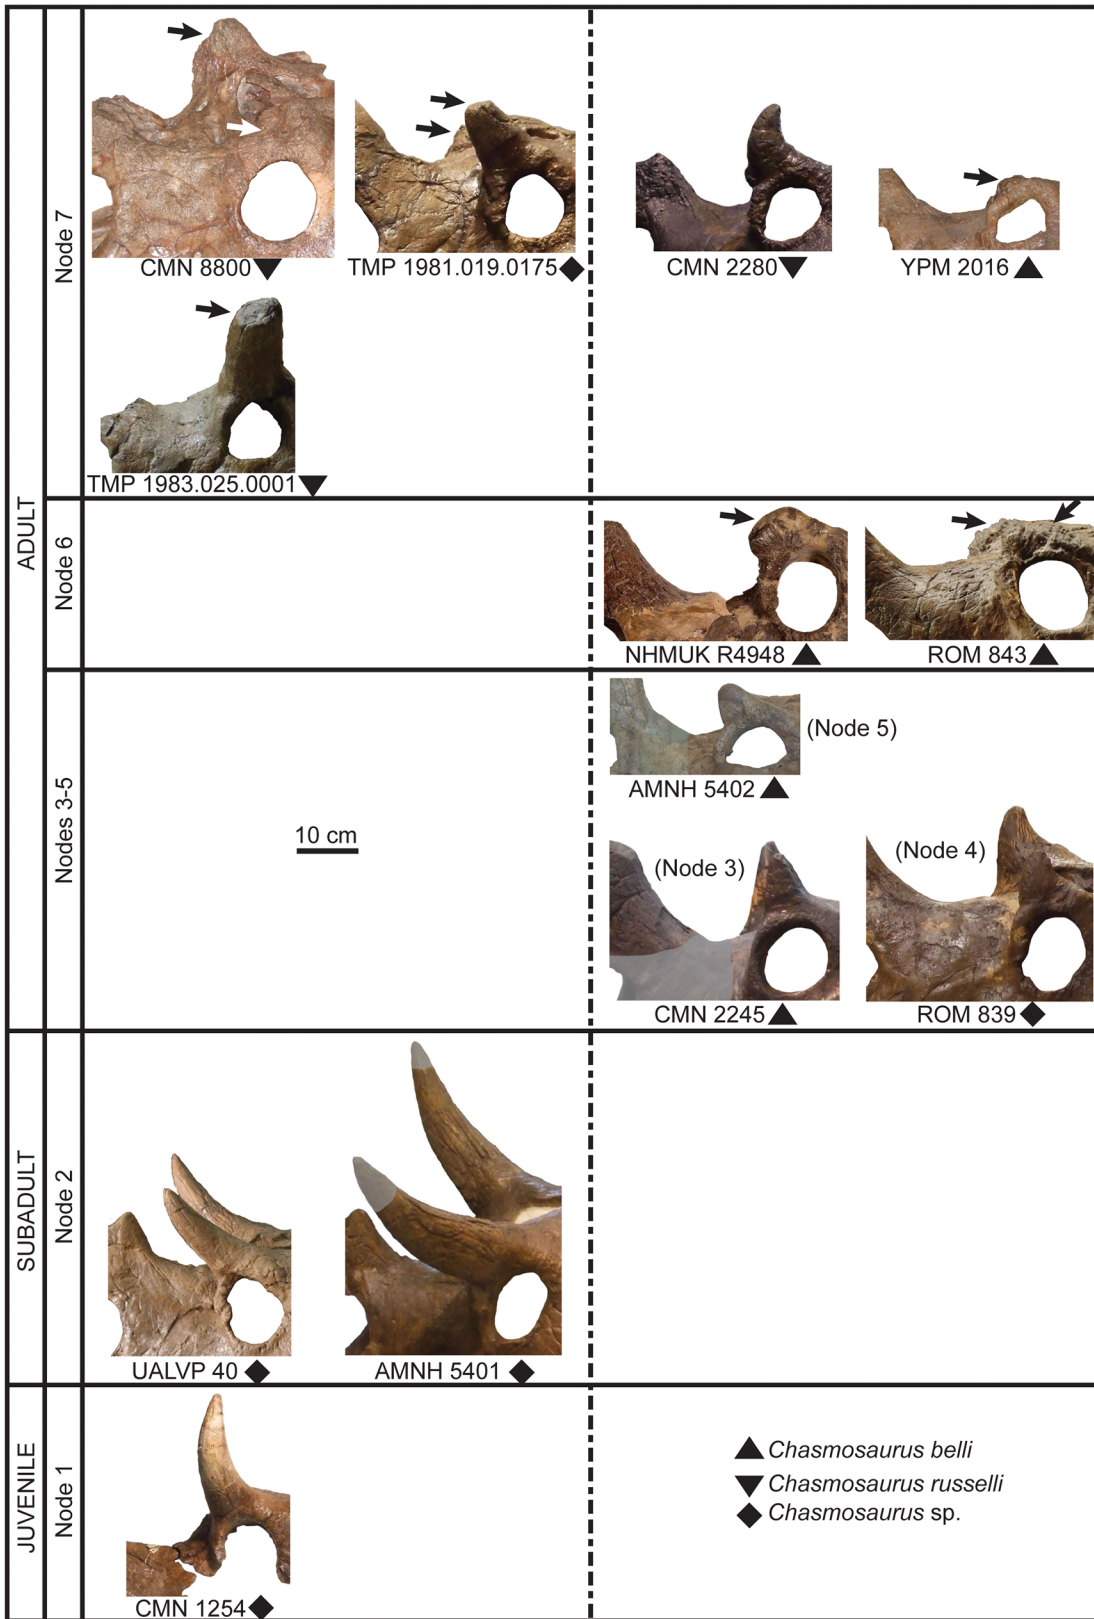 ADULT
Node 7
CMN 8800
TMP 1981.019.0175
CMN 2280
YPM 2016
TMP 1983.025.0001
Node 6
NHMUK R4948
ROM 843
Nodes 3-5
(Node 5)
AMNH 5402
10 cm
(Node 3)
(Node 4)
CMN 2245
ROM 839
SUBADULT
Node 2
UALVP 40
AMNH 5401
JUVENILE
Node 1
CMN 1254
Chasmosaurus belli
Chasmosaurus russelli
Chasmosaurus sp.